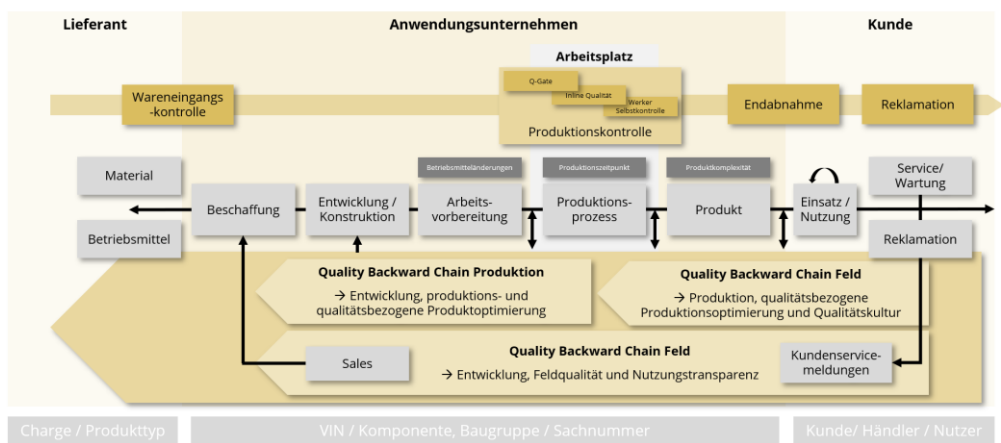 Lieferant
Anwendungsunternehmen
Kunde
Arbeitsplatz
Wareneingangs
-kontrolle
Q-Gate
Inline Qualität
Werker
Selbstkontrolle
Produktionskontrolle
Endabnahme
Reklamation
Material
Betriebsmittel
Beschaffung
Entwicklung /
Konstruktion
Betriebsmitteländerungen
Arbeits-
vorbereitung
Produktionszeitpunkt
Produktions-
prozess
Produktkomplexität
Produkt
Einsatz /
Nutzung
Service/
Wartung
Reklamation
Quality Backward Chain Produktion
→ Entwicklung, produktions- und
qualitätsbezogene Produktoptimierung
Quality Backward Chain Feld
→ Produktion, qualitätsbezogene
Produktionsoptimierung und Qualitätskultur
Sales
Quality Backward Chain Feld
→ Entwicklung, Feldqualität und Nutzungstransparenz
Kundenservice-
meldungen
Charge / Produkttyp
VIN / Komponente, Baugruppe / Sachnummer
Kunde/ Händler / Nutzer